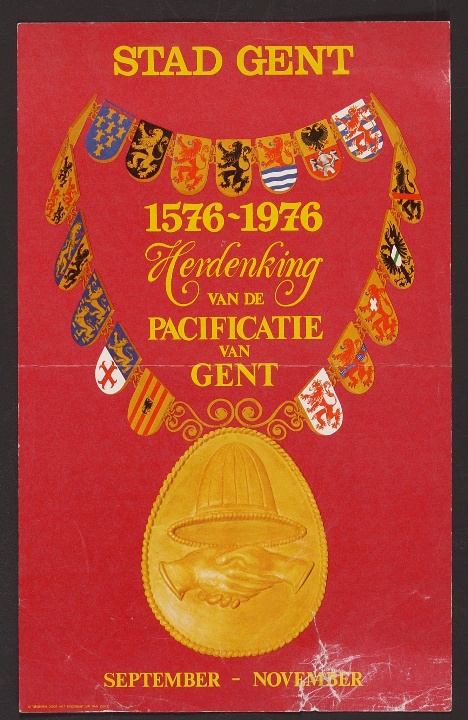 STAD GENT
1576~1976
Herdenking
VAN DE
PACIFICATIE
VAN
GENT
SEPTEMBER - NOVEMBER